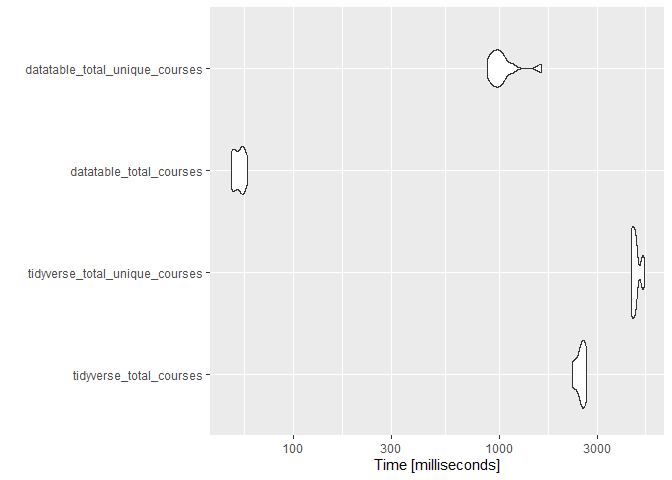 datatable_total_unique_courses
datatable_total_courses
tidyverse_total_unique_courses
tidyverse_total_courses
100 300 1000 3000
Time [milliseconds]